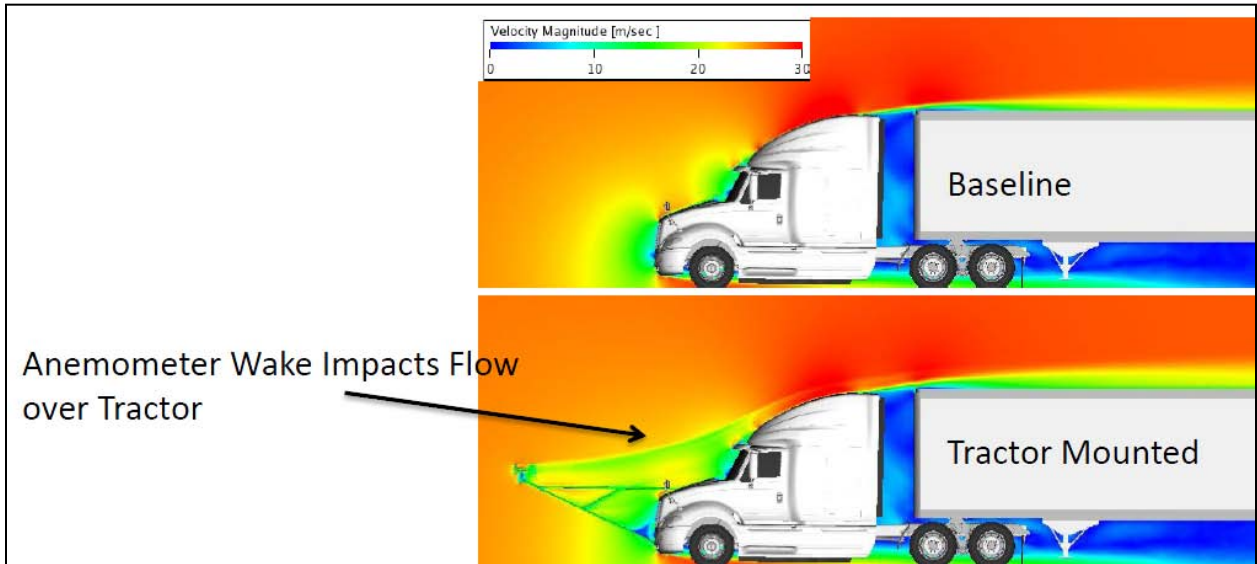 Velocity Magnitude [m/sec ]
0 10 20 30
Baseline
Anemometer Wake Impacts Flow
over Tractor
Tractor Mounted